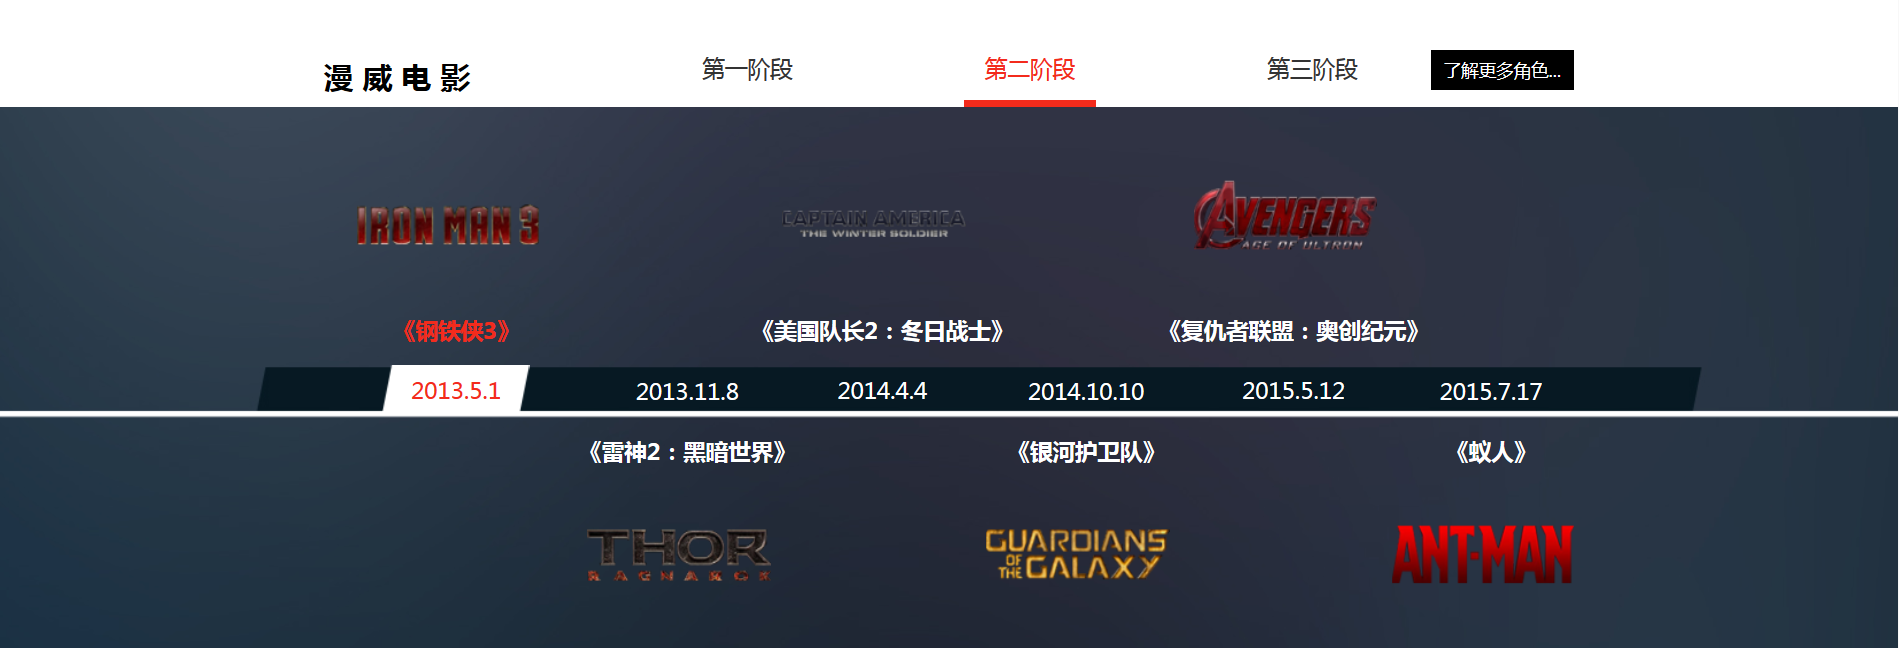 漫威电影
第一阶段
第二阶段
第三阶段
了解更多角色...
IRON MAN 3
CAPTAIN AMERICA
THE WINTER SOLDIER
AVENGERS
AGE OF ULTRON
《钢铁侠3》
《美国队长2：冬日战士》
《复仇者联盟：奥创纪元》
2013.5.1
2013.11.8
2014.4.4
2014.10.10
2015.5.12
2015.7.17
《雷神2：黑暗世界》
《银河护卫队》
《蚁人》
THOR
RAGNAROK
GUARDIANS
OF THE GALAXY
ANT-MAN